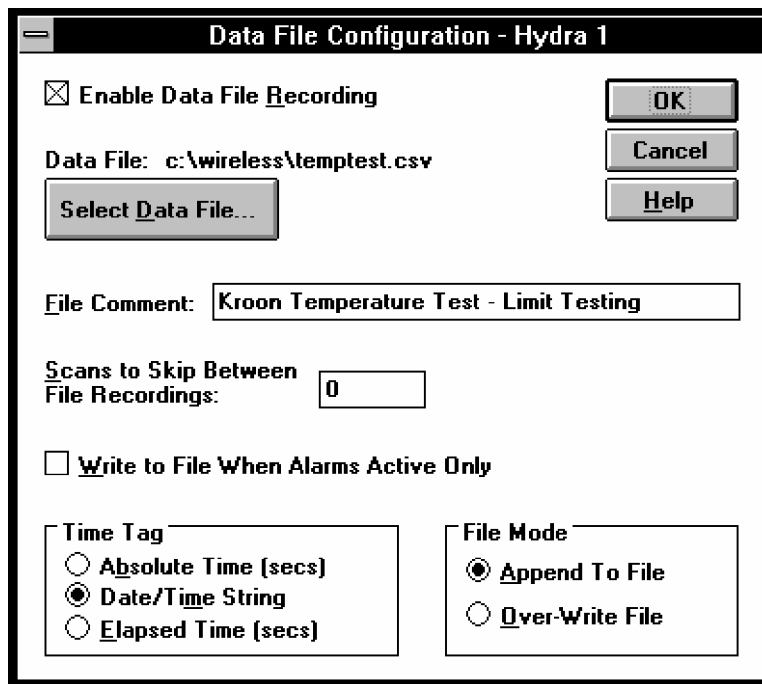 Data File Configuration - Hydra 1
Enable Data File Recording
OK
Data File: c:\wireless\temptest.csv
Cancel
Select Data File...
Help
File Comment: Kroon Temperature Test - Limit Testing
Scans to Skip Between
File Recordings: 0
Write to File When Alarms Active Only
Time Tag
Absolute Time (secs)
Date/Time String
Elapsed Time (secs)
File Mode
Append To File
Over-Write File